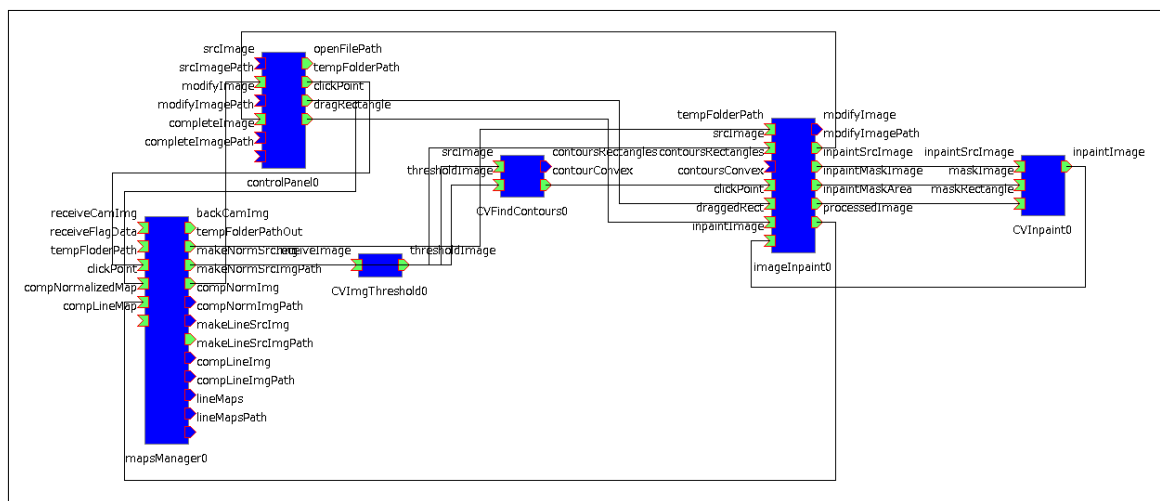 srcImage
srcImagePath
modifyImage
modifyImagePath
completeImage
completeImagePath
openFilePath
tempFolderPath
clickPoint
dragRectangle
controlPanel0
receiveCamImg
receiveFlagData
tempFloderPath
clickPoint
compNormalizedMap
compLineMap
backCamImg
tempFolderPathOut
makeNormSrcImg
makeNormSrcImgPath
compNormImg
compNormImgPath
makeLineSrcImg
makeLineSrcImgPath
compLineImg
compLineImgPath
lineMaps
lineMapsPath
mapsManager0
receiveImage
thresholdImage
CVImgThreshold0
srcImage
thresholdImage
contoursRectangles
contourConvex
CVFindContours0
tempFolderPath
srcImage
contoursRectangles
contoursConvex
clickPoint
draggedRect
inpaintImage
modifyImage
modifyImagePath
inpaintSrcImage
inpaintMaskImage
inpaintMaskArea
processedImage
imageInpaint0
inpaintSrcImage
maskImage
maskRectangle
inpaintImage
CVInpaint0